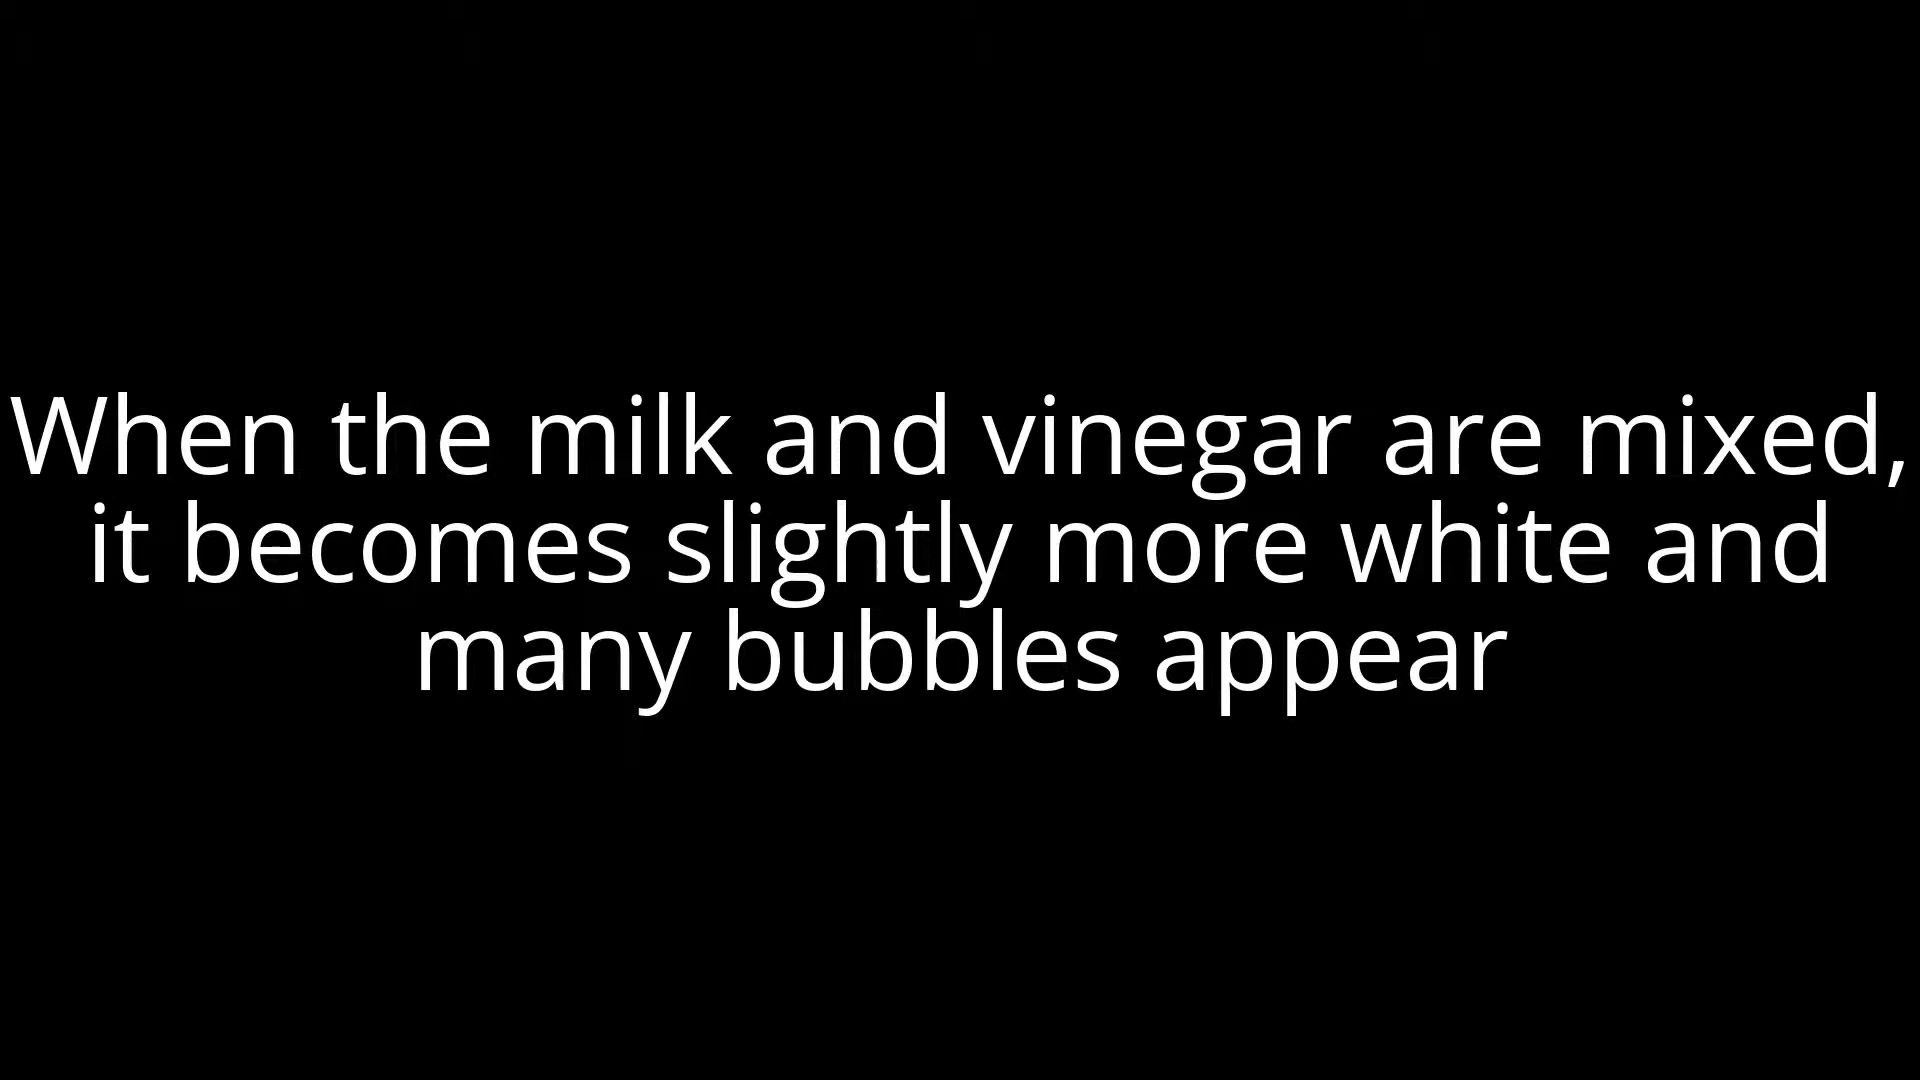 When the milk and vinegar are mixed,
it becomes slightly more white and
many bubbles appear